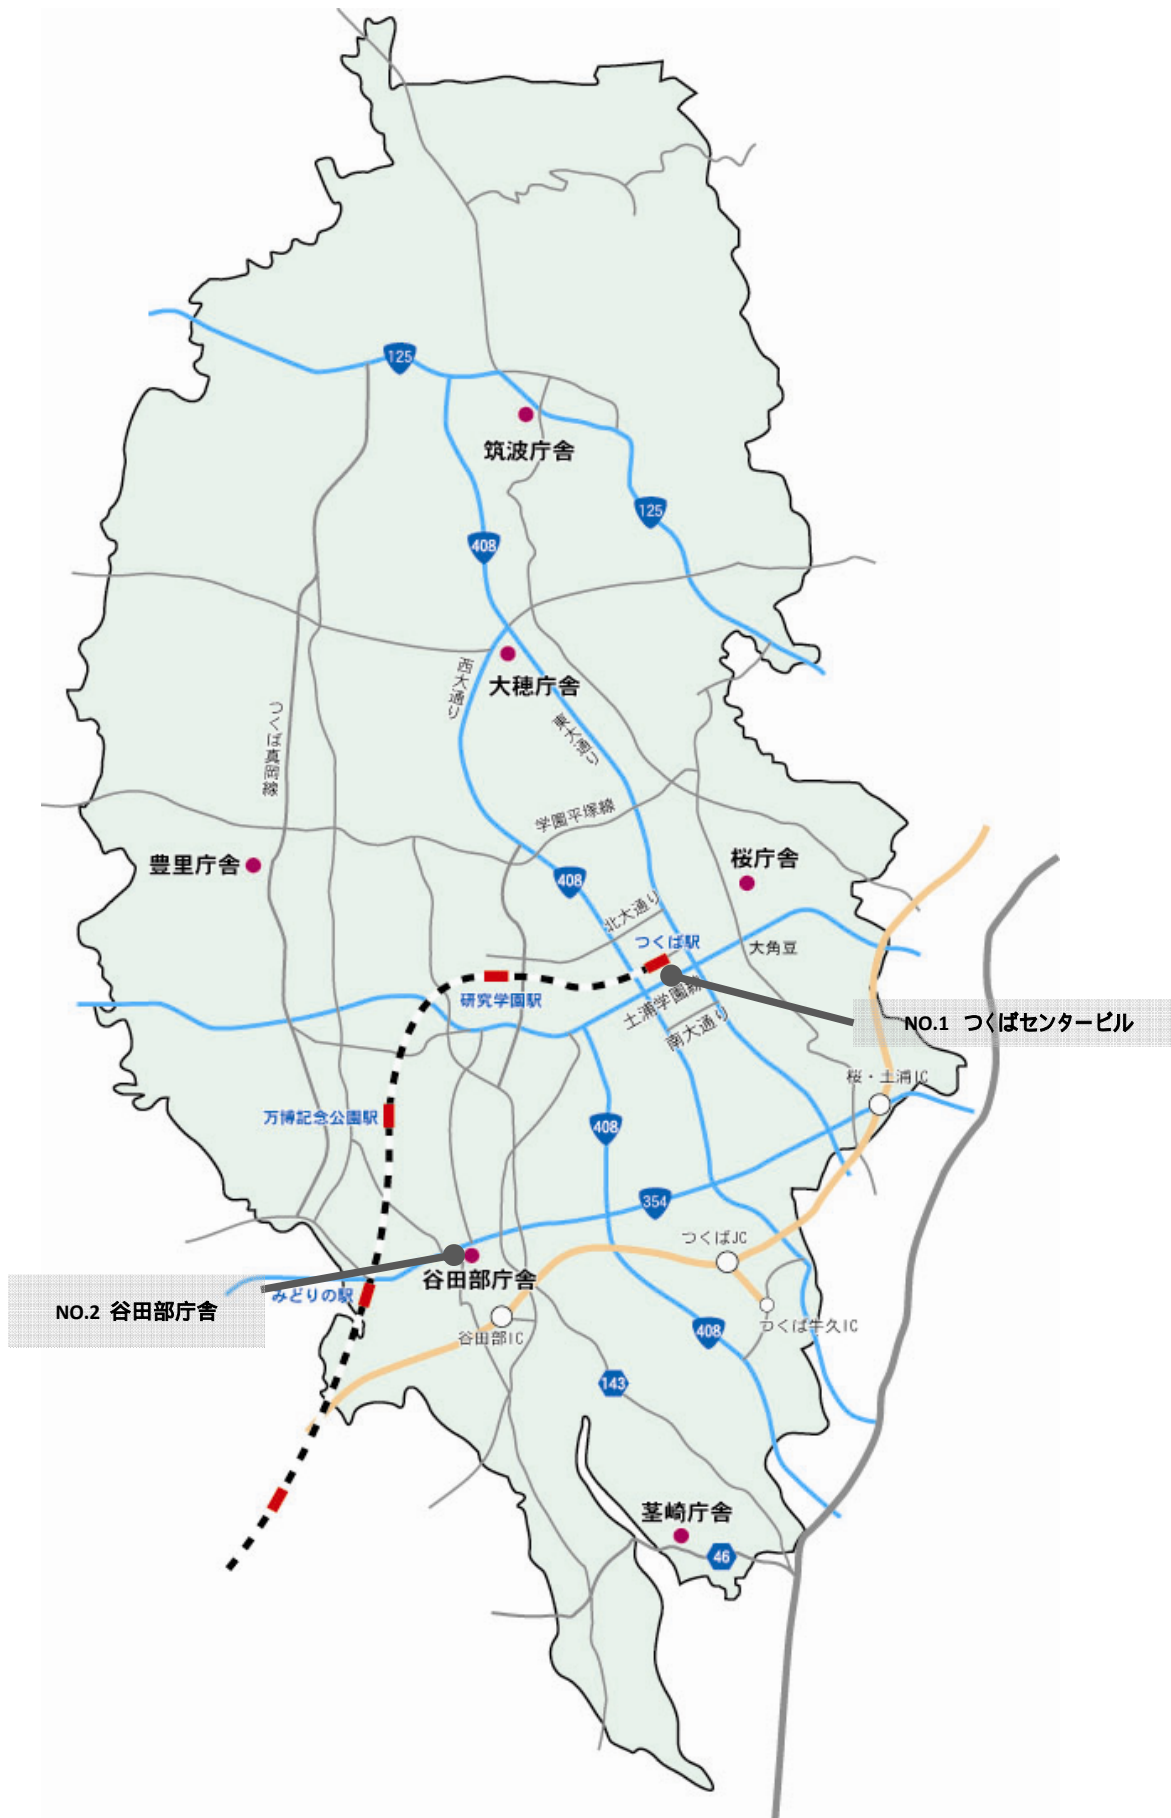 125
筑波庁舎
125
408
西大通り
大穂庁舎
東大通り
つくば真岡線
学園平塚線
豊里庁舎
桜庁舎
408
北大通り
つくば駅
大角豆
研究学園駅
土浦学園線
NO.1 つくばセンタービル
南大通り
桜・土浦IC
万博記念公園駅
408
354
つくばJC
谷田部庁舎
みどりの駅
NO.2 谷田部庁舎
谷田部IC
つくば牛久IC
408
143
茎崎庁舎
46